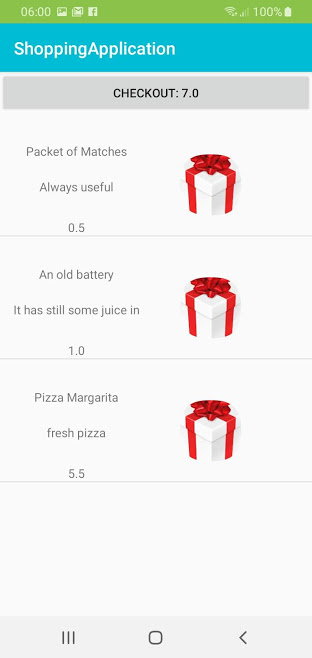 06:00 100%
ShoppingApplication
CHECKOUT: 7.0
Packet of Matches
Always useful
0.5
An old battery
It has still some juice in
1.0
Pizza Margarita
fresh pizza
5.5